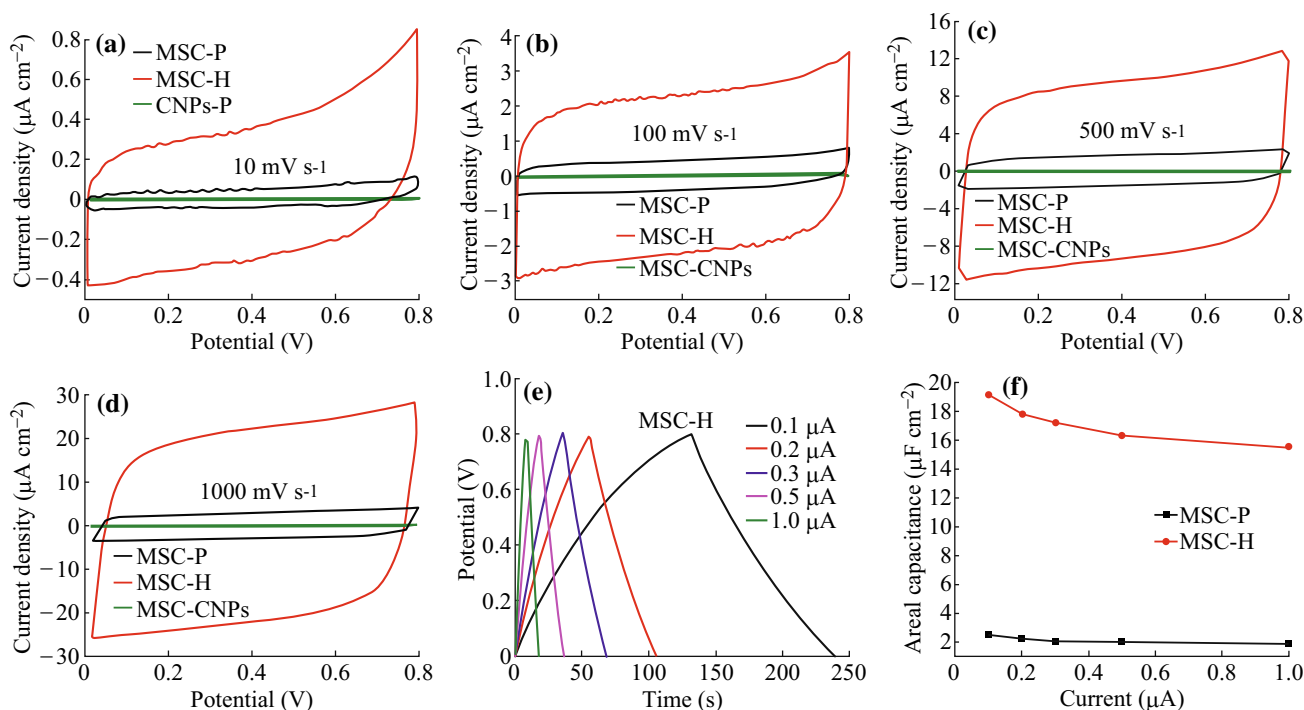 (a)
MSC-P
MSC-H
CNPs-P
10 mV s-1
0.8
0.6
0.4
0.2
0
−0.2
−0.4
Current density (μA cm−2)
0 0.2 0.4 0.6 0.8
Potential (V)
(b)
100 mV s-1
MSC-P
MSC-H
MSC-CNPs
4
3
2
1
0
−1
−2
−3
Current density (μA cm−2)
0 0.2 0.4 0.6 0.8
Potential (V)
(c)
500 mV s-1
MSC-P
MSC-H
MSC-CNPs
16
12
8
4
0
−4
−8
−12
Current density (μA cm−2)
0 0.2 0.4 0.6 0.8
Potential (V)
(d)
1000 mV s-1
MSC-P
MSC-H
MSC-CNPs
30
20
10
0
−10
−20
−30
Current density (μA cm−2)
0 0.2 0.4 0.6 0.8
Potential (V)
(e)
MSC-H
0.1 μA
0.2 μA
0.3 μA
0.5 μA
1.0 μA
1.0
0.8
0.6
0.4
0.2
0
Potential (V)
0 50 100 150 200 250
Time (s)
(f)
MSC-P
MSC-H
20
18
16
14
12
10
8
6
4
2
Areal capacitance (μF cm−2)
0 0.2 0.4 0.6 0.8 1.0
Current (μA)